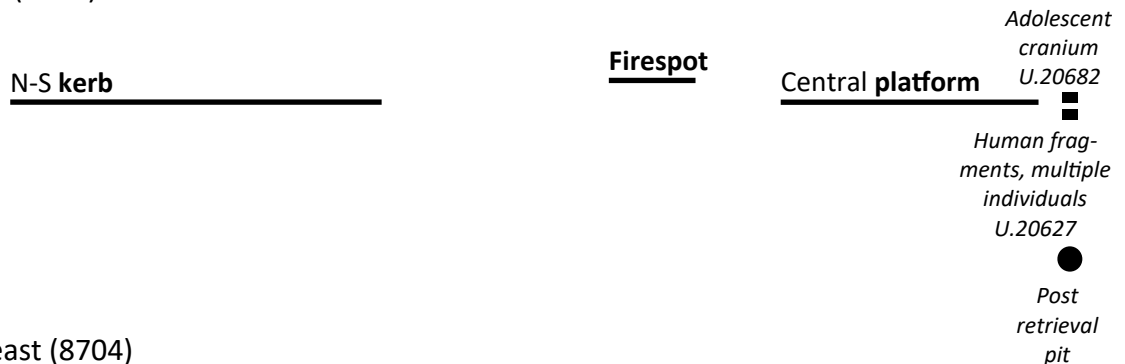 N-S kerb
Firespot
Central platform
Adolescent
cranium
U.20682
Human frag-
ments, multiple
individuals
U.20627
Post
retrieval
pit
east (8704)